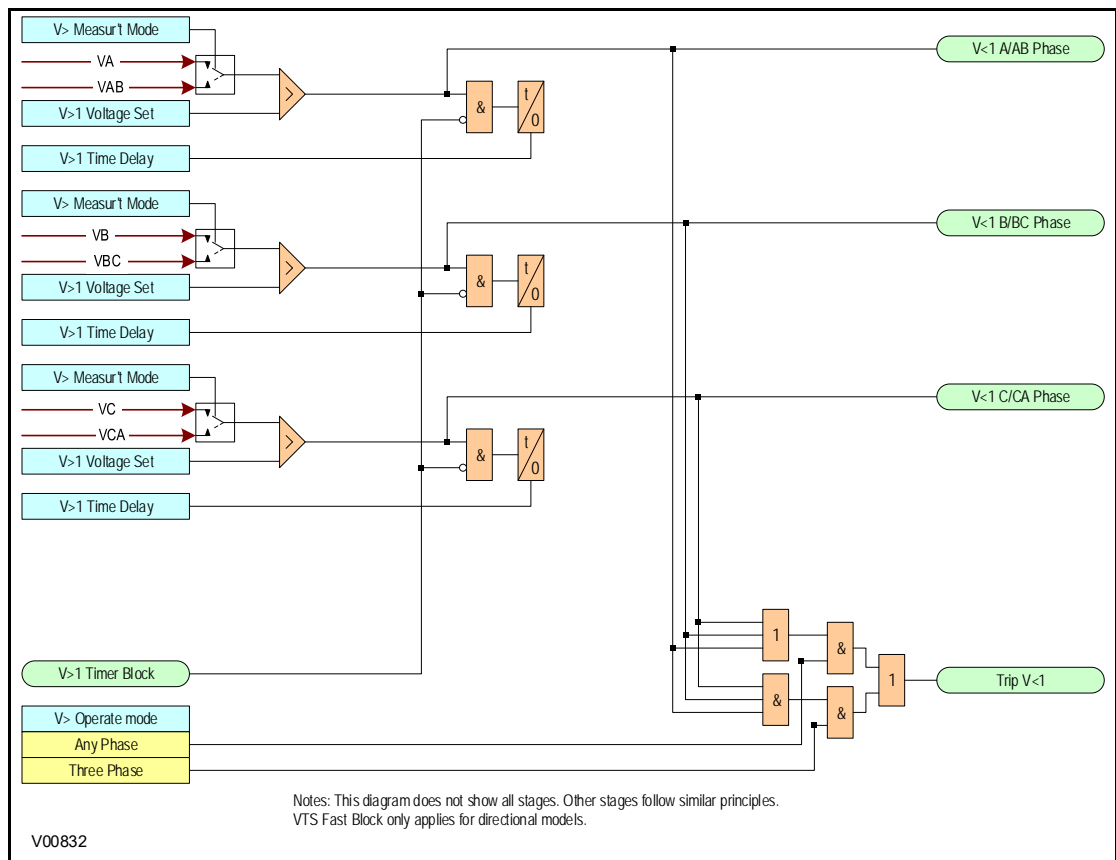 V> Measur't Mode
VA
VAB
V>1 Voltage Set
V>1 Time Delay
>
&
t
0
V<1 A/AB Phase
V> Measur't Mode
VB
VBC
V>1 Voltage Set
V>1 Time Delay
>
&
t
0
V<1 B/BC Phase
V> Measur't Mode
VC
VCA
V>1 Voltage Set
V>1 Time Delay
>
&
t
0
V<1 C/CA Phase
V>1 Timer Block
1
&
&
&
1
Trip V<1
V> Operate mode
Any Phase
Three Phase
Notes: This diagram does not show all stages. Other stages follow similar principles.
VTS Fast Block only applies for directional models.
V00832